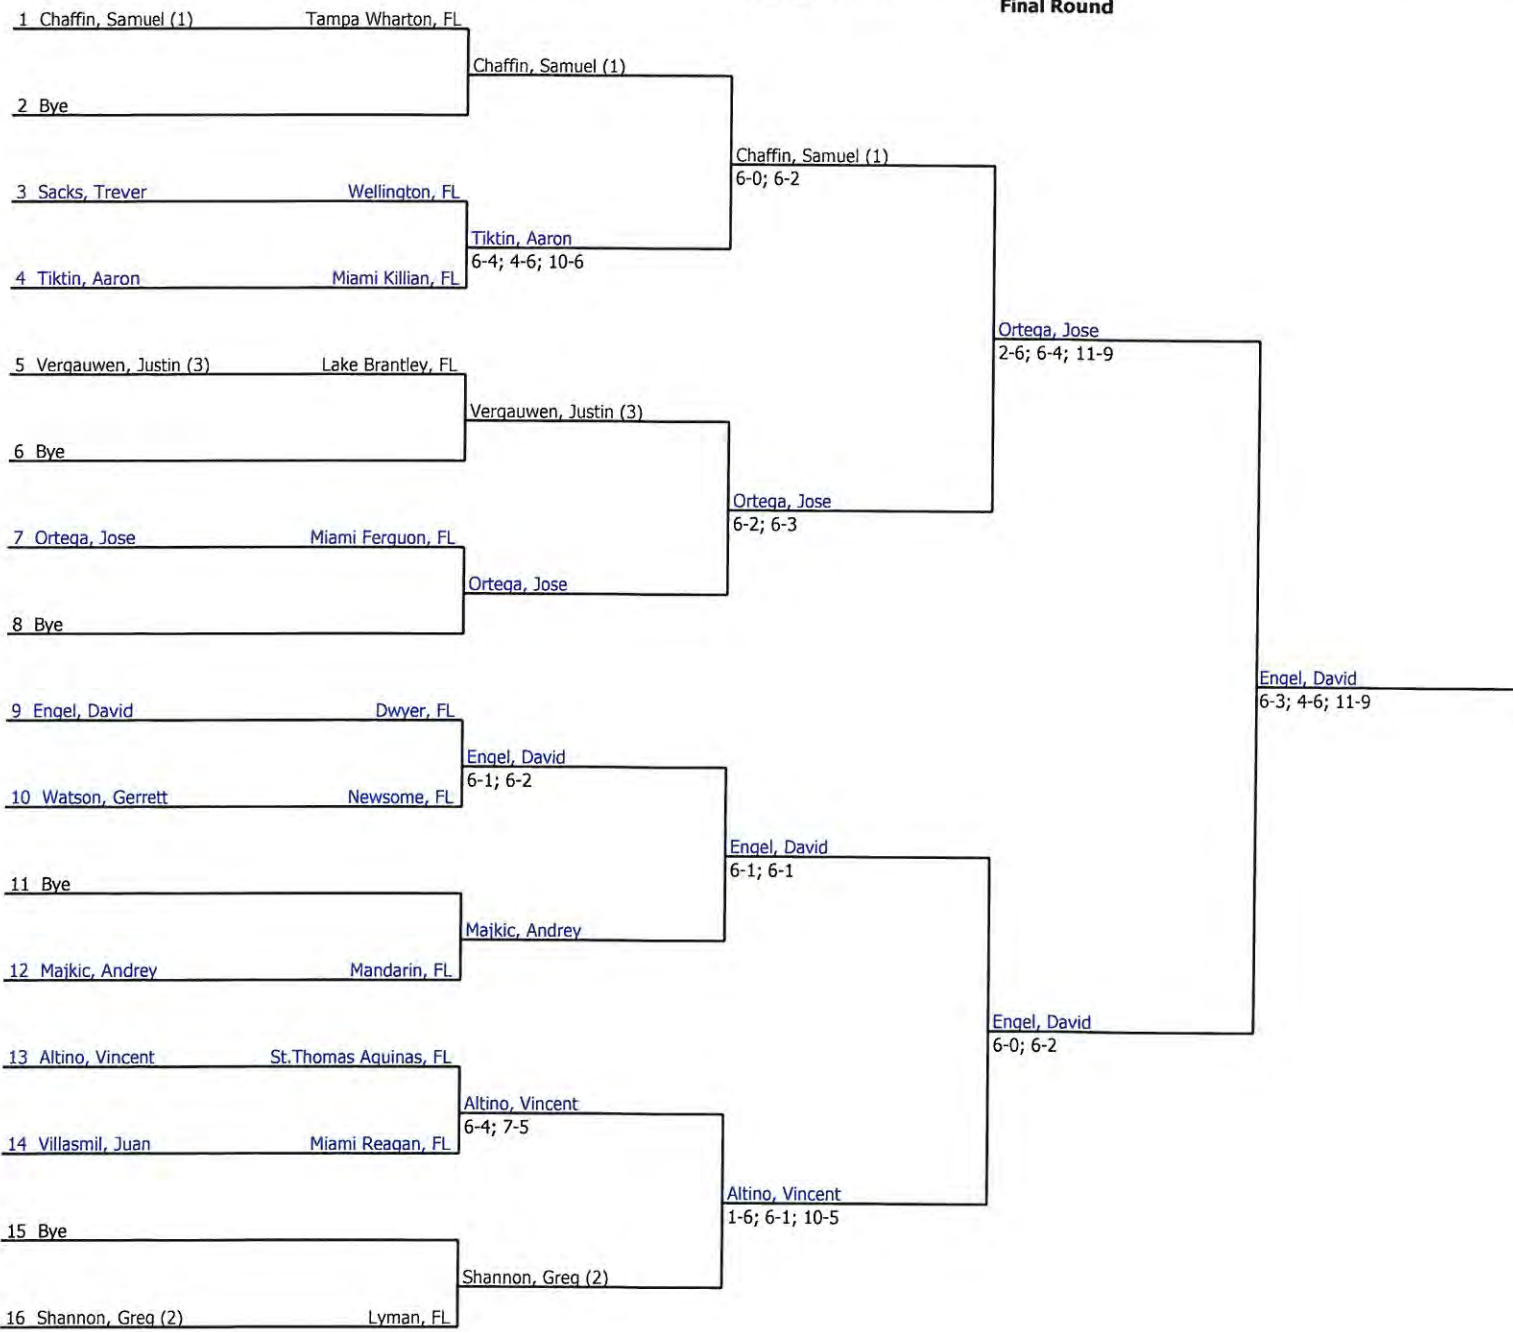 Final Round
1 Chaffin, Samuel (1) Tampa Wharton, FL
Chaffin, Samuel (1)
2 Bye
Chaffin, Samuel (1)
6-0; 6-2
3 Sacks, Trever Wellington, FL
Tiktin, Aaron
6-4; 4-6; 10-6
4 Tiktin, Aaron Miami Killian, FL
Ortega, Jose
2-6; 6-4; 11-9
5 Vergauwen, Justin (3) Lake Brantley, FL
Vergauwen, Justin (3)
6 Bye
Ortega, Jose
6-2; 6-3
7 Ortega, Jose Miami Ferguon, FL
Ortega, Jose
8 Bye
Engel, David
6-3; 4-6; 11-9
9 Engel, David Dwyer, FL
Engel, David
6-1; 6-2
10 Watson, Gerrett Newsome, FL
Engel, David
6-1; 6-1
11 Bye
Majkic, Andrey
12 Majkic, Andrey Mandarin, FL
Engel, David
6-0; 6-2
13 Altino, Vincent St.Thomas Aquinas, FL
Altino, Vincent
6-4; 7-5
14 Villasmil, Juan Miami Reagan, FL
Altino, Vincent
1-6; 6-1; 10-5
15 Bye
Shannon, Greg (2)
16 Shannon, Greg (2) Lyman, FL